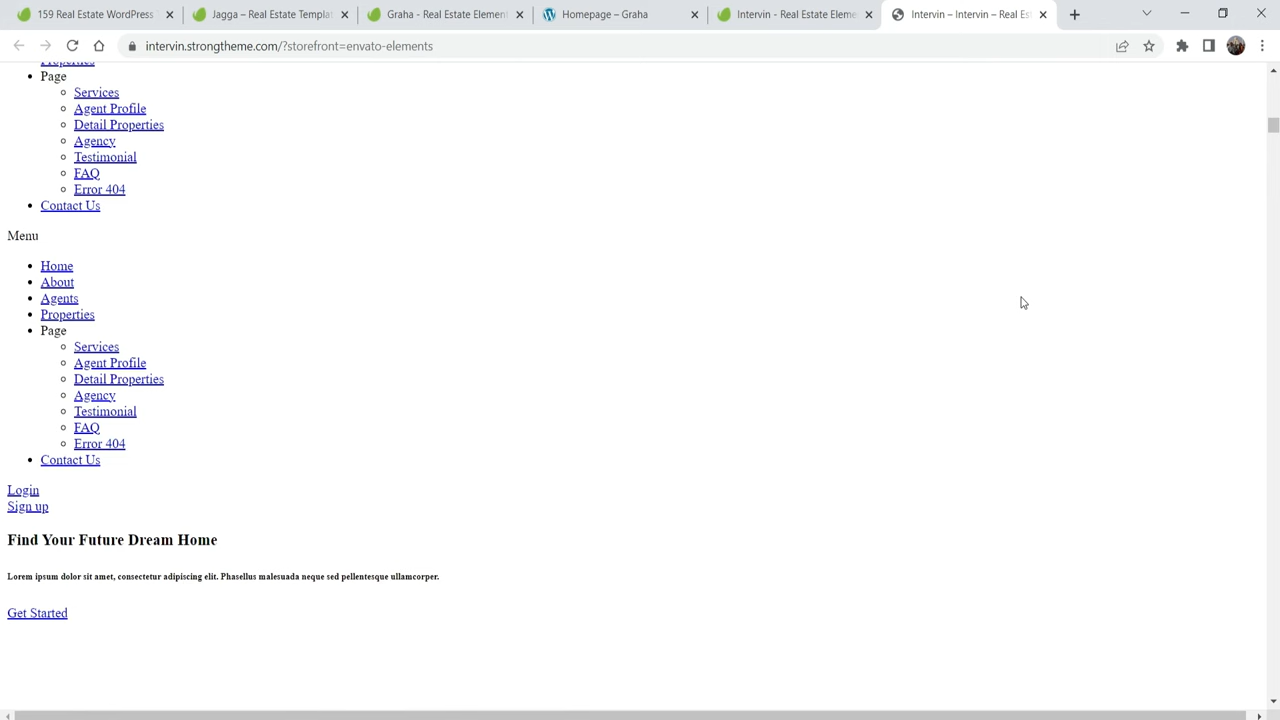 159 Real Estate WordPress T
Jagga Real Estate Templat
Graha - Real Estate Element
Homepage – Graha
Intervin - Real Estate Eleme
Intervin – Intervin – Real Est
intervin.strongtheme.com/?storefront=envato-elements
Properties
Page
Services
Agent Profile
Detail Properties
Agency
Testimonial
FAQ
Error 404
Contact Us
Menu
Home
About
Agents
Properties
Page
Services
Agent Profile
Detail Properties
Agency
Testimonial
FAQ
Error 404
Contact Us
Login
Sign up
Find Your Future Dream Home
Lorem ipsum dolor sit amet, consectetur adipiscing elit. Phasellus malesuada neque sed pellentesque ullamcorper.
Get Started